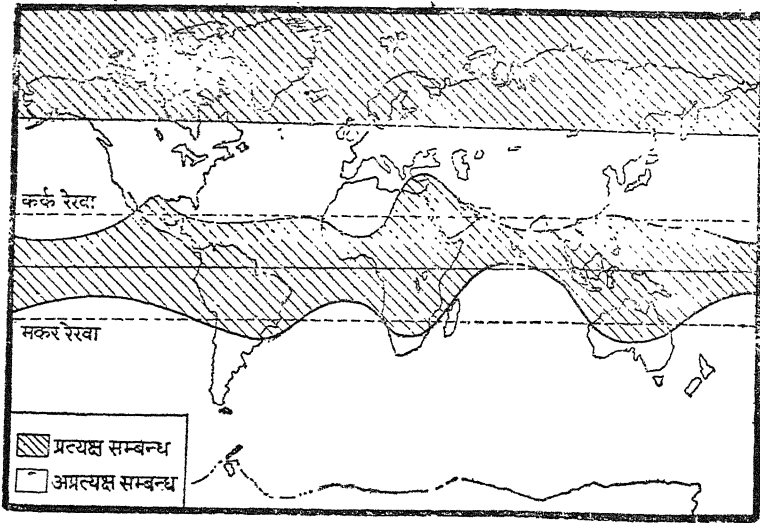 कर्क रेखा
मकर रेखा
प्रत्यक्ष सम्बन्ध
अप्रत्यक्ष सम्बन्ध